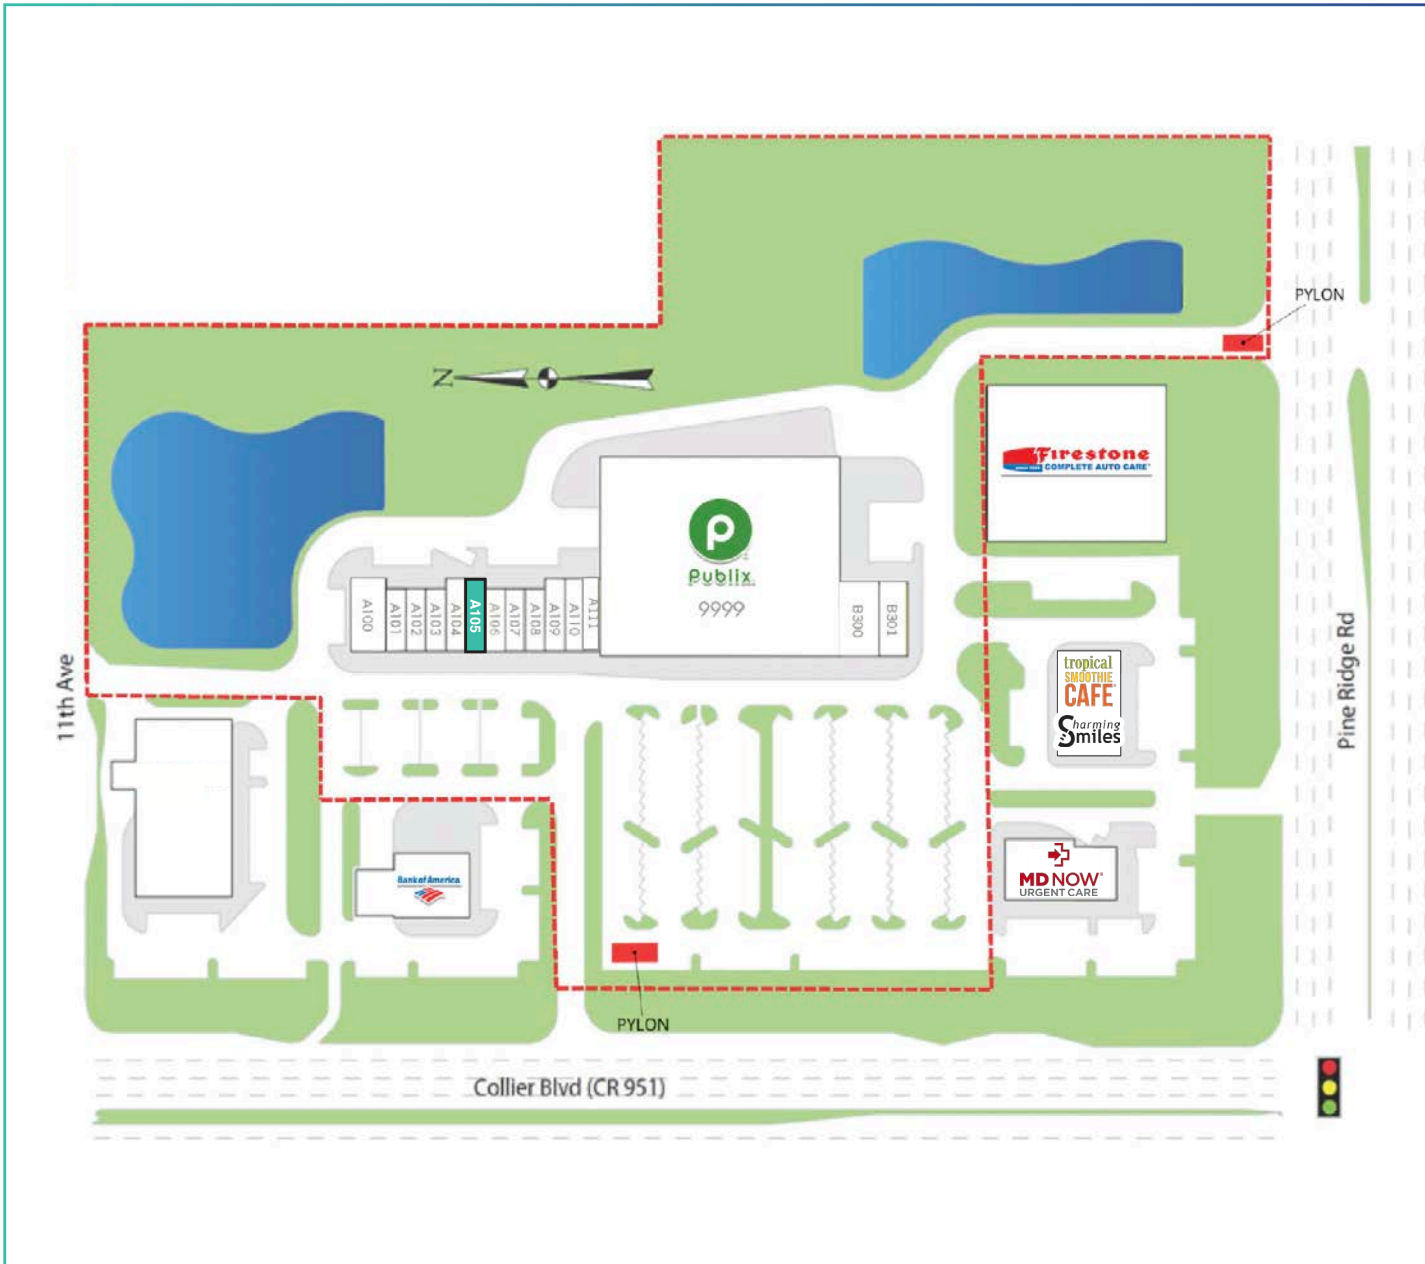 PYLON
N
Firestone
COMPLETE AUTO CARE
Publix
9999
A100
A101
A102
A103
A104
A105
A106
A107
A108
A109
A110
A111
B300
B301
11th Ave
Pine Ridge Rd
tropical
SMOOTHIE
CAFE
Charming
Smiles
Bank of America
MD NOW
URGENT CARE
PYLON
Collier Blvd (CR 951)